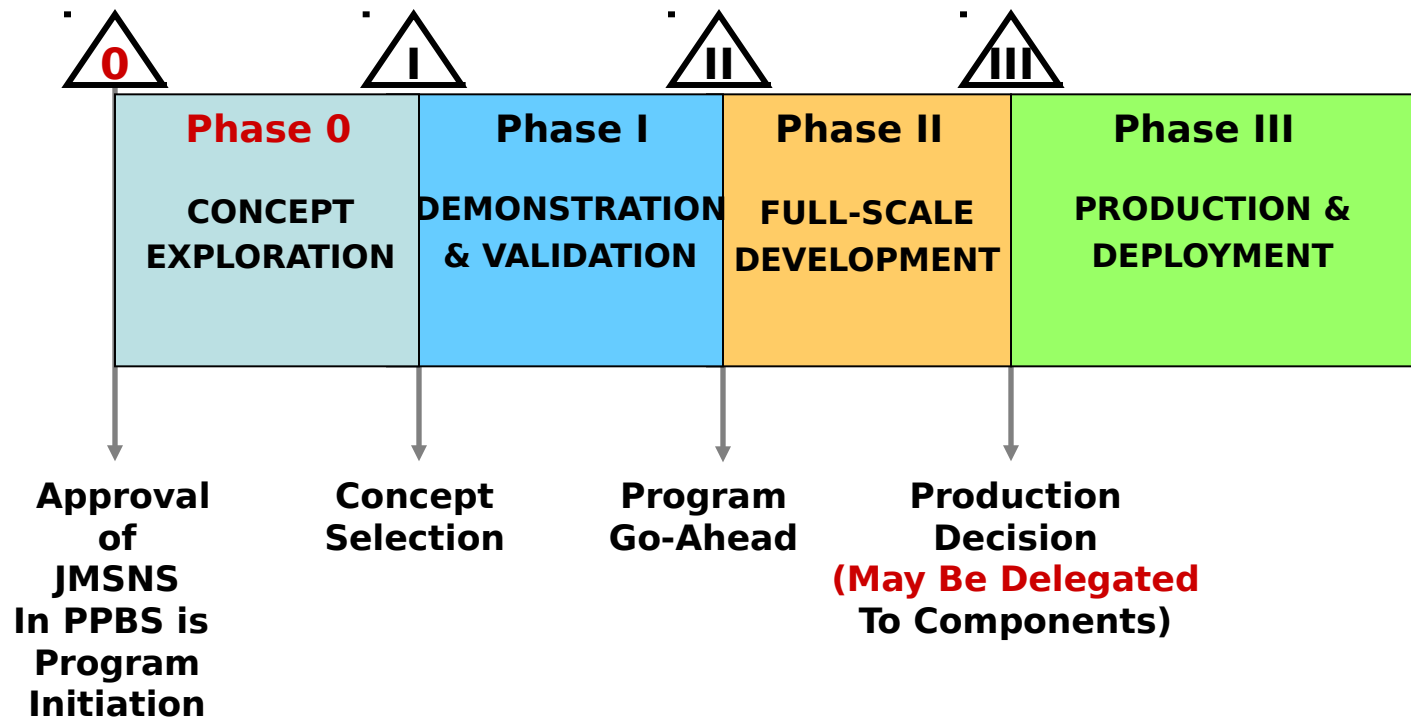 0
I
II
III
Phase 0
CONCEPT
EXPLORATION
Phase I
DEMONSTRATION
& VALIDATION
Phase II
FULL-SCALE
DEVELOPMENT
Phase III
PRODUCTION &
DEPLOYMENT
Approval
of
JMSNS
In PPBS is
Program
Initiation
Concept
Selection
Program
Go-Ahead
Production
Decision
(May Be Delegated
To Components)